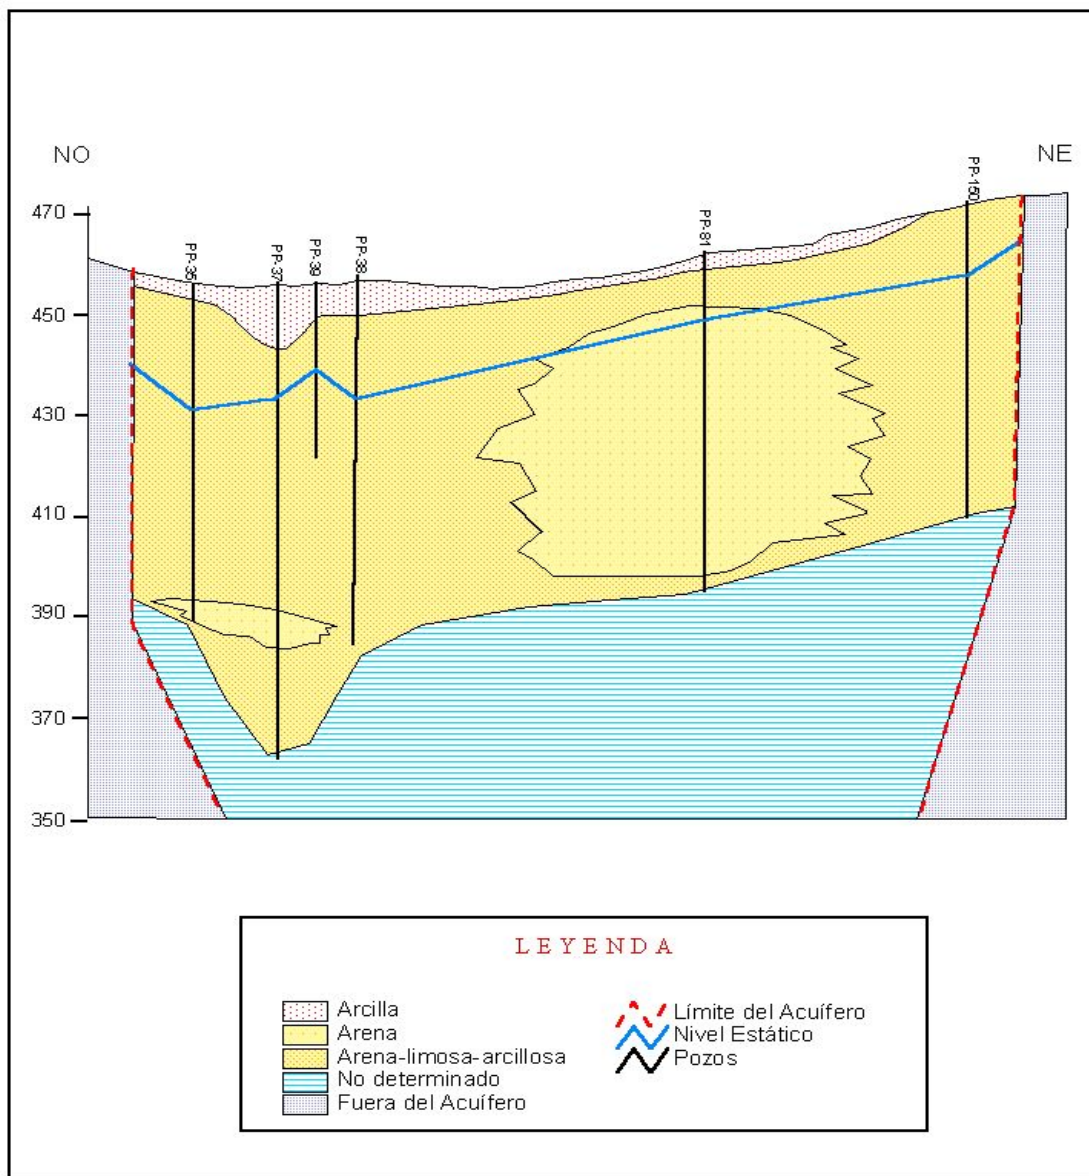 NO
NE
PP-35
PP-37
PP-39
PP-38
PP-81
PP-150
470
450
430
410
390
370
350
LEYENDA
Arcilla
Arena
Arena-limosa-arcillosa
No determinado
Fuera del Acuífero
Límite del Acuífero
Nivel Estático
Pozos